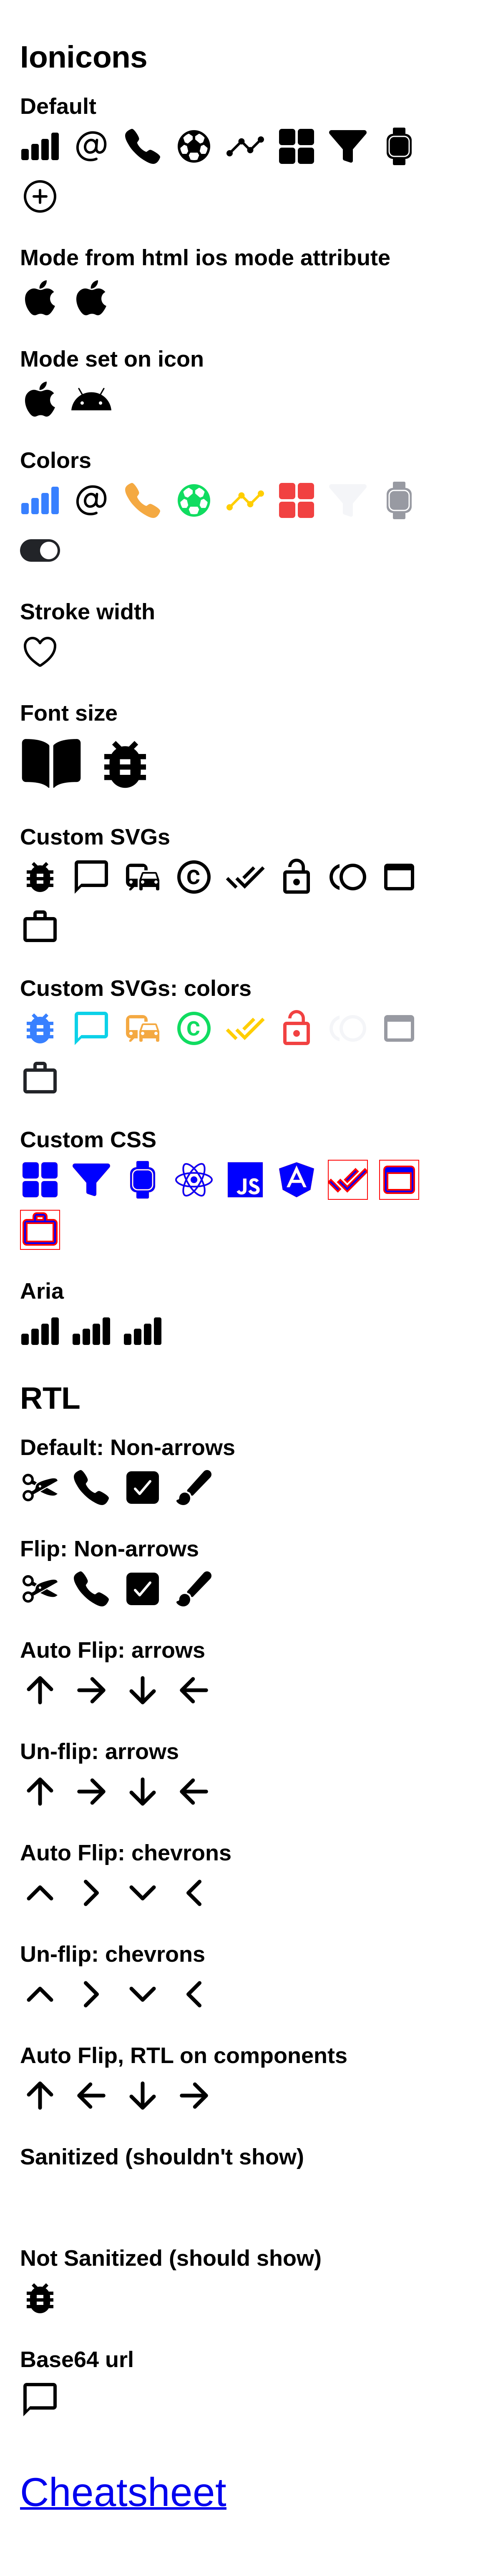 Ionicons
Default
@
Mode from html ios mode attribute
Mode set on icon
Colors
@
Stroke width
Font size
Custom SVGs
C
Custom SVGs: colors
C
Custom CSS
JS A
Aria
RTL
Default: Non-arrows
Flip: Non-arrows
Auto Flip: arrows
Un-flip: arrows
Auto Flip: chevrons
Un-flip: chevrons
Auto Flip, RTL on components
Sanitized (shouldn't show)
Not Sanitized (should show)
Base64 url
Cheatsheet